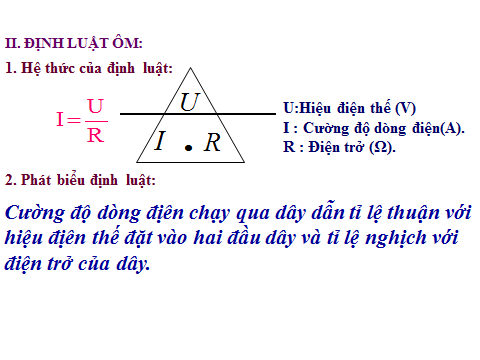 II. ĐỊNH LUẬT ÔM:
1. Hệ thức của định luật:
I = U/R
U
I . R
U:Hiệu điện thế (V)
I : Cường độ dòng điện(A).
R : Điện trở (Ω).
2. Phát biểu định luật:
Cường độ dòng điện chạy qua dây dẫn tỉ lệ thuận với
hiệu điện thế đặt vào hai đầu dây và tỉ lệ nghịch với
điện trở của dây.